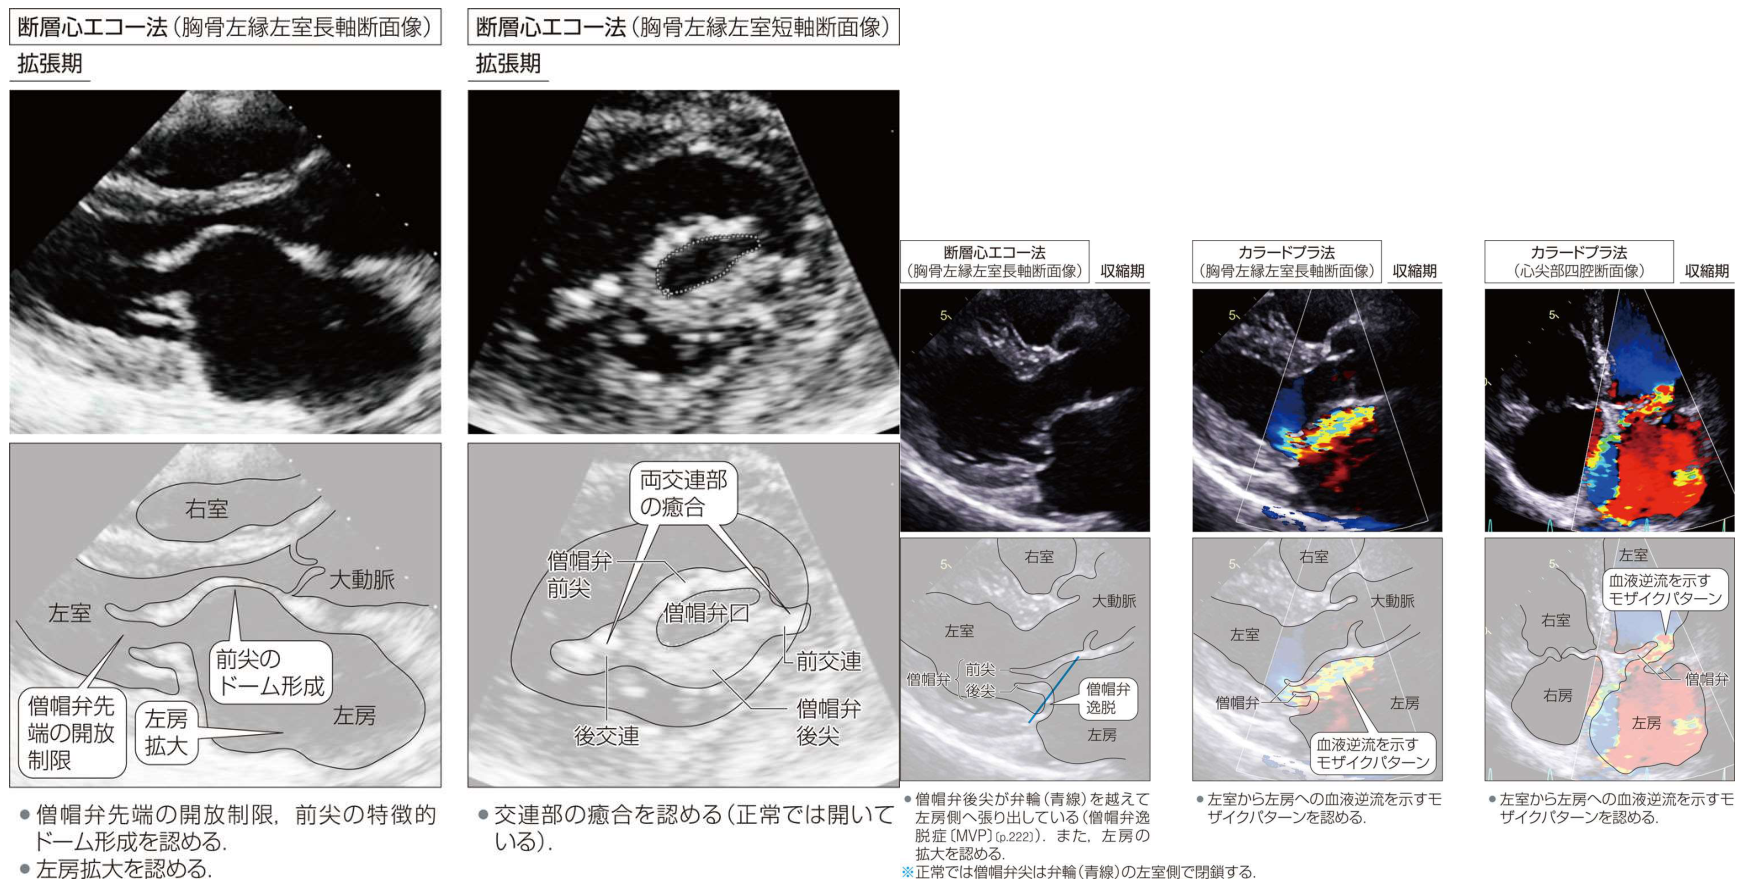 断層心エコー法(胸骨左縁左室長軸断面像)
拡張期
右室
大動脈
左室
前尖の
ドーム形成
僧帽弁先
端の開放
制限
左房
拡大
左房
●僧帽弁先端の開放制限, 前尖の特徴的
ドーム形成を認める.
●左房拡大を認める.
断層心エコー法(胸骨左縁左室短軸断面像)
拡張期
両交連部
の癒合
僧帽弁
前尖
僧帽弁口
前交連
僧帽弁
後尖
後交連
●交連部の癒合を認める(正常では開いて
いる).
断層心エコー法
(胸骨左縁左室長軸断面像)
収縮期
5
右室
5
大動脈
左室
僧帽弁
前尖
後尖
僧帽弁
逸脱
左房
●僧帽弁後尖が弁輪(青線)を越えて
左房側へ張り出している(僧帽弁逸
脱症〔MVP〕〔p.222〕). また, 左房の
拡大を認める.
※正常では僧帽弁尖は弁輪(青線)の左室側で閉鎖する.
カラードプラ法
(胸骨左縁左室長軸断面像)
収縮期
5
右室
5
大動脈
左室
僧帽弁
左房
血液逆流を示す
モザイクパターン
●左室から左房への血液逆流を示すモ
ザイクパターンを認める.
カラードプラ法
(心尖部四腔断面像)
収縮期
5
左室
5
血液逆流を示す
モザイクパターン
右室
僧帽弁
右房
左房
●左室から左房への血液逆流を示すモ
ザイクパターンを認める.